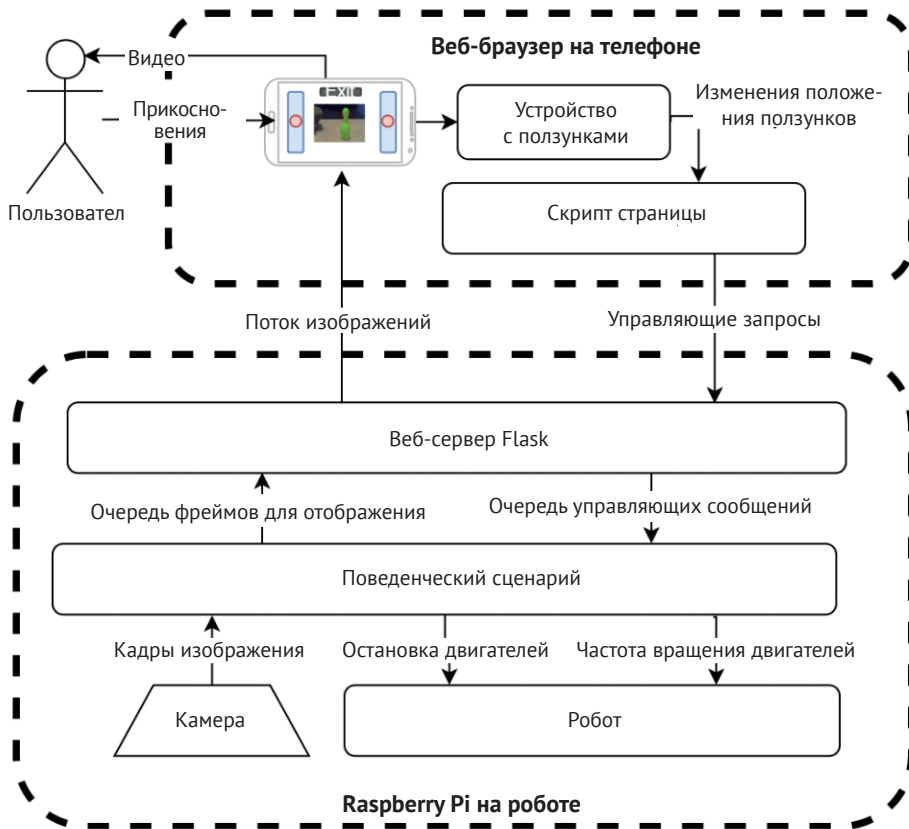 Веб-браузер на телефоне
Видео
EXIT
Прикосно-
вения
Устройство
с ползунками
Изменения положе-
ния ползунков
Пользовател
Скрипт страницы
Поток изображений
Управляющие запросы
Веб-сервер Flask
Очередь фреймов для отображения
Очередь управляющих сообщений
Поведенческий сценарий
Кадры изображения
Остановка двигателей
Частота вращения двигателей
Камера
Робот
Raspberry Pi на роботе